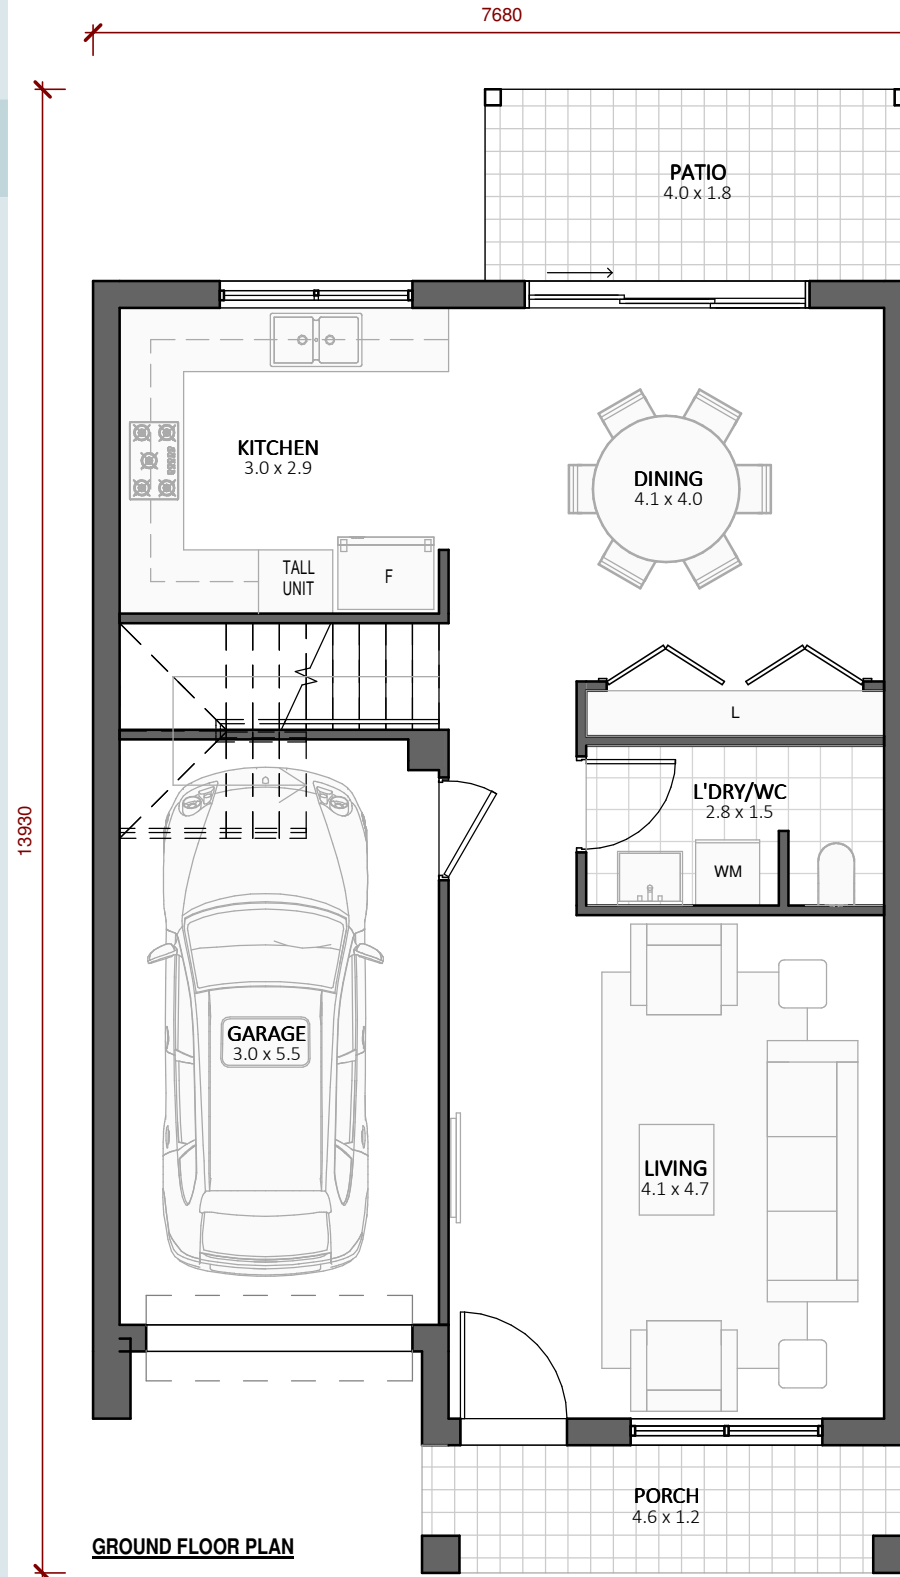 7680
PATIO
4.0 x 1.8
KITCHEN
3.0 x 2.9
DINING
4.1 x 4.0
TALL
UNIT
F
L
L'DRY/WC
2.8 x 1.5
WM
13930
GARAGE
3.0 x 5.5
LIVING
4.1 x 4.7
PORCH
4.6 x 1.2
GROUND FLOOR PLAN